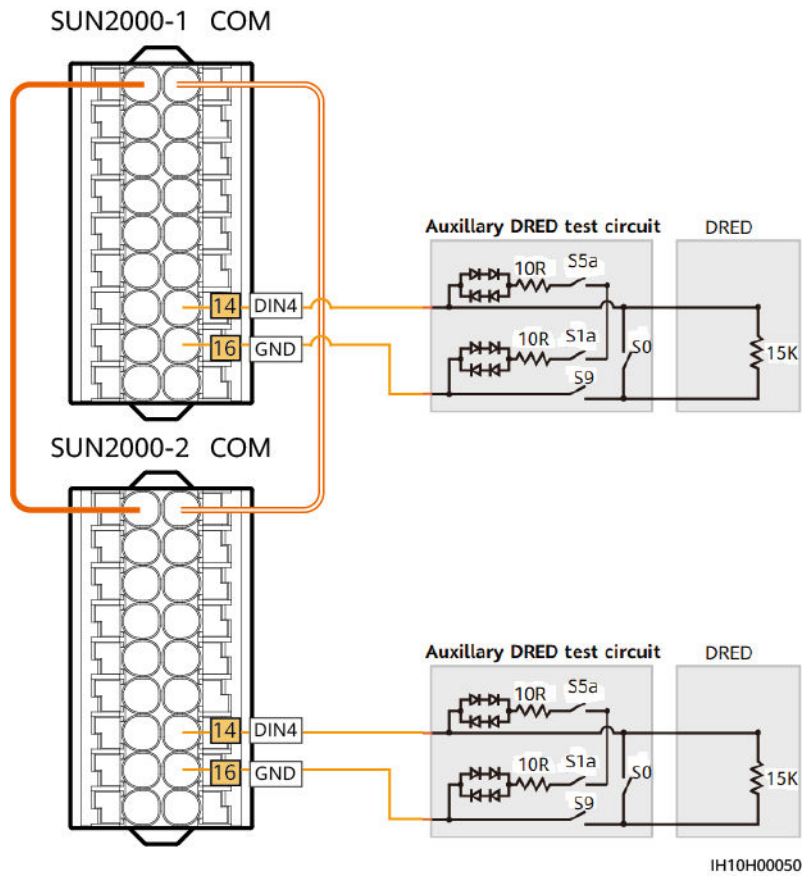 SUN2000-1 COM
Auxillary DRED test circuit DRED
10R S5a
14 DIN4
10R S1a S0
16 GND 15K
S9
SUN2000-2 COM
Auxillary DRED test circuit DRED
10R S5a
14 DIN4
10R S1a S0
16 GND 15K
S9
IH10H00050